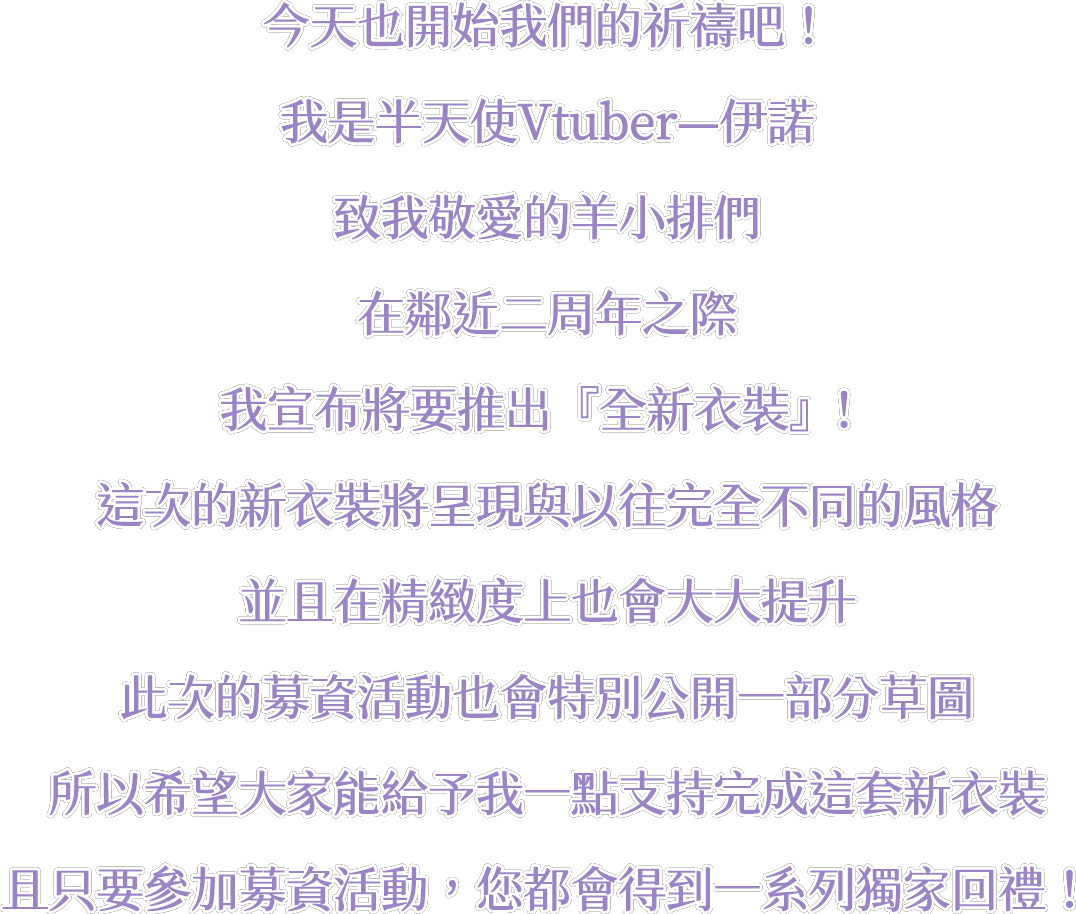 今天也開始我們的祈禱吧！
我是半天使Vtuber—伊諾
致我敬愛的羊小排們
在鄰近二周年之際
我宣布將要推出『全新衣裝』!
這次的新衣裝將呈現與以往完全不同的風格
並且在精緻度上也會大大提升
此次的募資活動也會特別公開一部分草圖
所以希望大家能給予我一點支持完成這套新衣裝
且只要參加募資活動，您都會得到一系列獨家回禮！